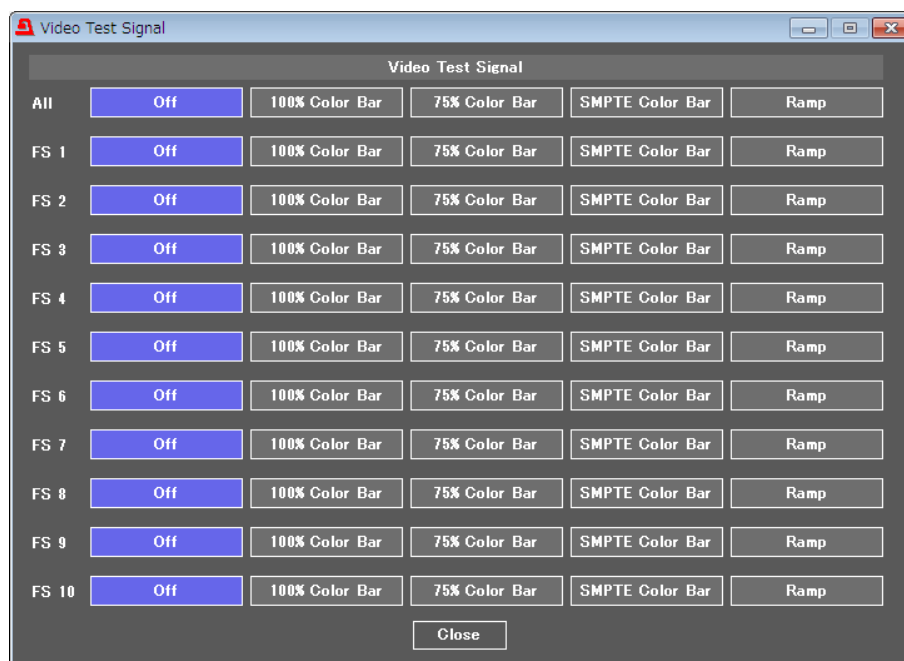 Video Test Signal
Video Test Signal
All Off 100% Color Bar 75% Color Bar SMPTE Color Bar Ramp
FS 1 Off 100% Color Bar 75% Color Bar SMPTE Color Bar Ramp
FS 2 Off 100% Color Bar 75% Color Bar SMPTE Color Bar Ramp
FS 3 Off 100% Color Bar 75% Color Bar SMPTE Color Bar Ramp
FS 4 Off 100% Color Bar 75% Color Bar SMPTE Color Bar Ramp
FS 5 Off 100% Color Bar 75% Color Bar SMPTE Color Bar Ramp
FS 6 Off 100% Color Bar 75% Color Bar SMPTE Color Bar Ramp
FS 7 Off 100% Color Bar 75% Color Bar SMPTE Color Bar Ramp
FS 8 Off 100% Color Bar 75% Color Bar SMPTE Color Bar Ramp
FS 9 Off 100% Color Bar 75% Color Bar SMPTE Color Bar Ramp
FS 10 Off 100% Color Bar 75% Color Bar SMPTE Color Bar Ramp
Close